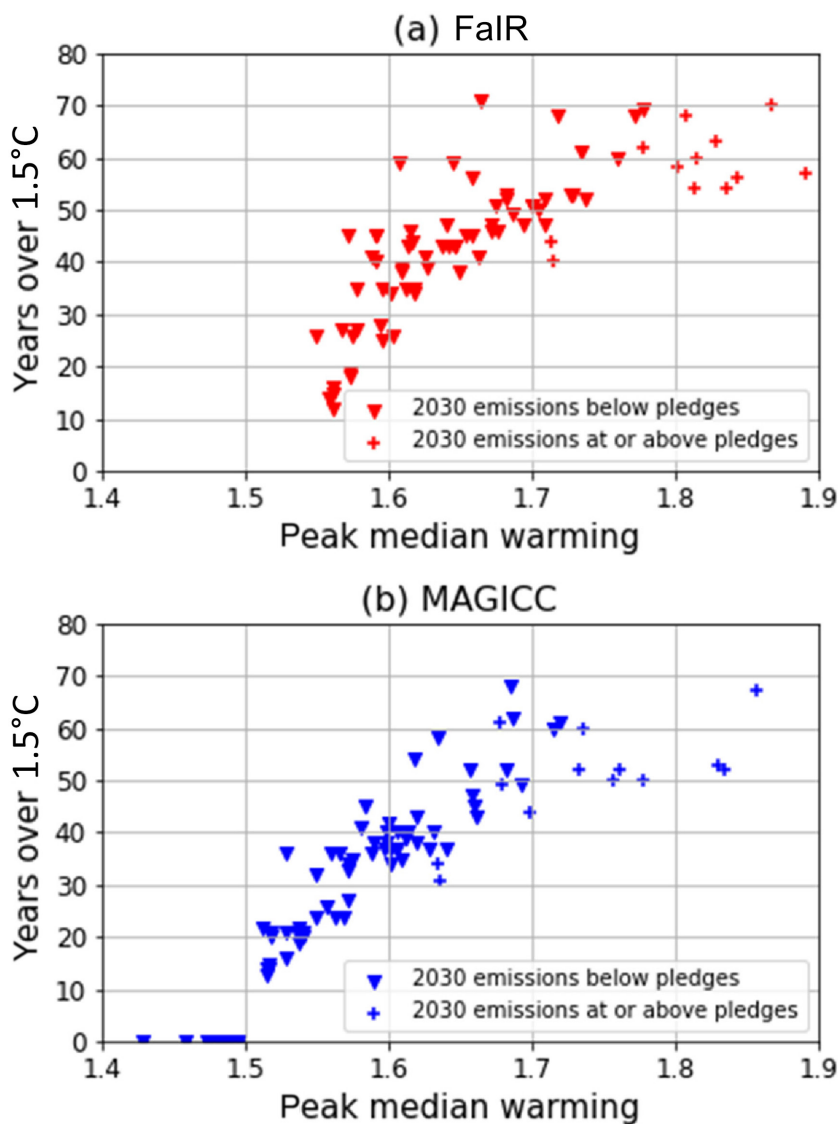 (a) FaIR
Years over 1.5°C
80
70
60
50
40
30
20
10
0
2030 emissions below pledges
2030 emissions at or above pledges
1.4 1.5 1.6 1.7 1.8 1.9
Peak median warming
(b) MAGICC
Years over 1.5°C
80
70
60
50
40
30
20
10
0
2030 emissions below pledges
2030 emissions at or above pledges
1.4 1.5 1.6 1.7 1.8 1.9
Peak median warming